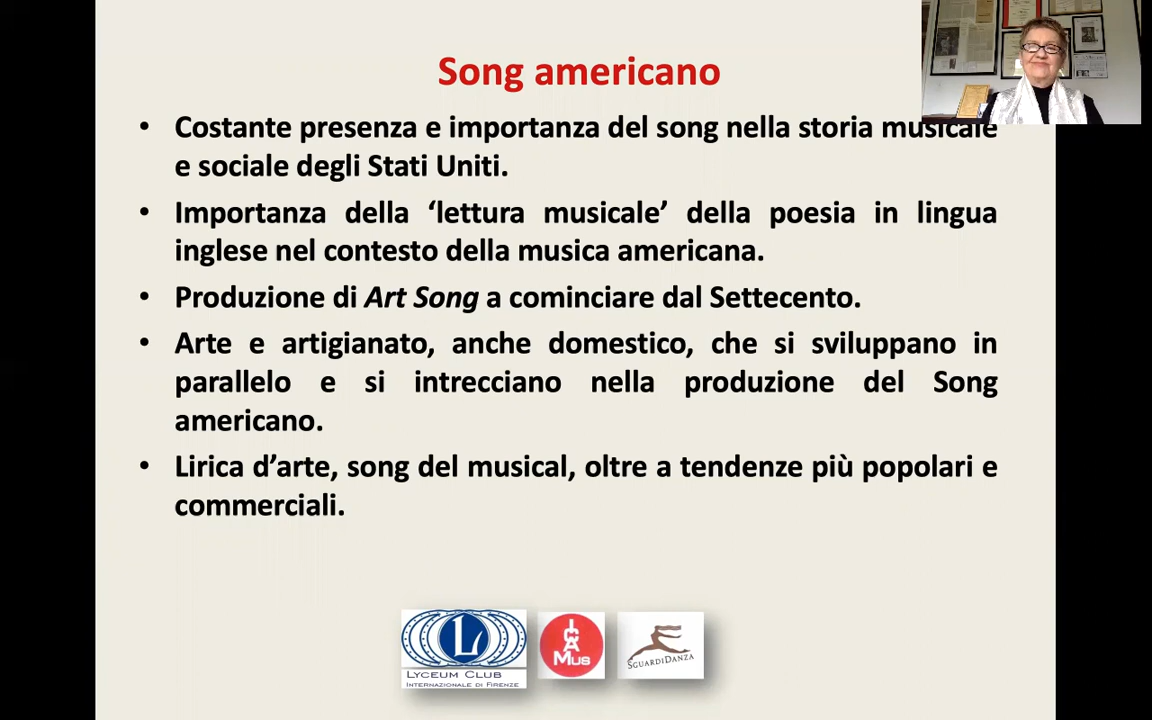 Song americano
• Costante presenza e importanza del song nella storia musicale
e sociale degli Stati Uniti.
• Importanza della ‘lettura musicale’ della poesia in lingua
inglese nel contesto della musica americana.
• Produzione di Art Song a cominciare dal Settecento.
• Arte e artigianato, anche domestico, che si sviluppano in
parallelo e si intrecciano nella produzione del Song
americano.
• Lirica d’arte, song del musical, oltre a tendenze più popolari e
commerciali.
L
LYCEUM CLUB
INTERNAZIONALE DI FIRENZE
ICAMus
SGUARDIDANZA